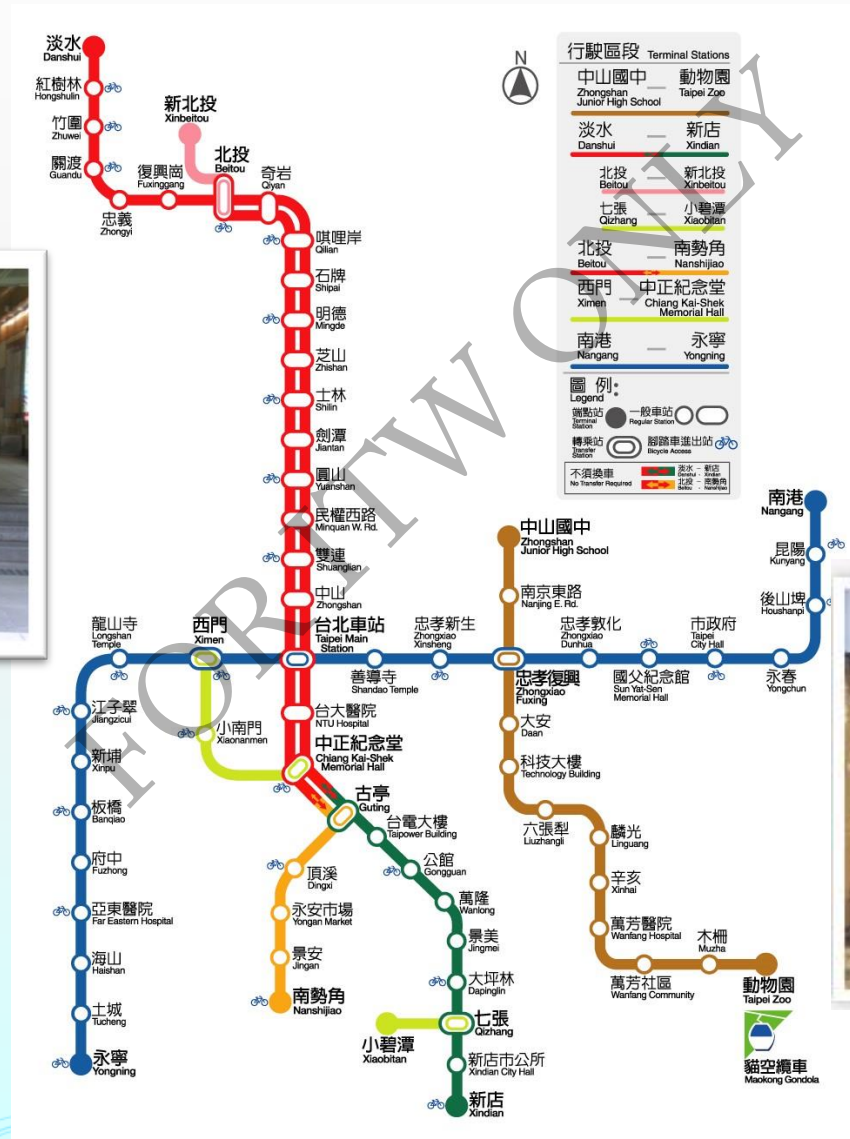 淡水
Danshui
紅樹林
Hongshulin
竹圍
Zhuwei
關渡
Guandu
忠義
Zhongyi
復興崗
Fuxinggang
新北投
Xinbeitou
北投
Beitou
奇岩
Qiyan
唭哩岸
Qilian
石牌
Shipai
明德
Mingde
芝山
Zhishan
士林
Shilin
劍潭
Jiantan
圓山
Yuanshan
民權西路
Minquan W. Rd.
雙連
Shuanglian
中山
Zhongshan
台北車站
Taipei Main
Station
台大醫院
NTU Hospital
中正紀念堂
Chiang Kai-Shek
Memorial Hall
古亭
Guting
台電大樓
Taipower Building
公館
Gongguan
萬隆
Wanlong
景美
Jingmei
大坪林
Dapinglin
七張
Qizhang
新店市公所
Xindian City Hall
新店
Xindian
小碧潭
Xiaobitan
頂溪
Dingxi
永安市場
Yongan Market
景安
Jingan
南勢角
Nanshijiao
西門
Ximen
小南門
Xiaonanmen
龍山寺
Longshan
Temple
江子翠
Jiangzicui
新埔
Xinpu
板橋
Banqiao
府中
Fuzhong
亞東醫院
Far Eastern Hospital
海山
Haishan
土城
Tucheng
永寧
Yongning
善導寺
Shandao Temple
忠孝新生
Zhongxiao
Xinsheng
忠孝復興
Zhongxiao
Fuxing
忠孝敦化
Zhongxiao
Dunhua
國父紀念館
Sun Yat-Sen
Memorial Hall
市政府
Taipei
City Hall
永春
Yongchun
後山埤
Houshanpi
昆陽
Kunyang
南港
Nangang
中山國中
Zhongshan
Junior High School
南京東路
Nanjing E. Rd.
大安
Daan
科技大樓
Technology Building
六張犁
Liuzhangli
麟光
Linguang
辛亥
Xinhai
萬芳醫院
Wanfang Hospital
萬芳社區
Wanfang Community
木柵
Muzha
動物園
Taipei Zoo
貓空纜車
Maokong Gondola
N
行駛區段 Terminal Stations
中山國中 — 動物園
Zhongshan
Junior High School
Taipei Zoo
淡水 — 新店
Danshui Xindian
北投 — 新北投
Beitou Xinbeitou
七張 — 小碧潭
Qizhang Xiaobitan
北投 — 南勢角
Beitou Nanshijiao
西門 — 中正紀念堂
Ximen Chiang Kai-Shek
Memorial Hall
南港 — 永寧
Nangang Yongning
圖 例:
Legend
端點站
Terminal
Station
一般車站
Regular Station
轉乘站
Transfer
Station
腳踏車進出站
Bicycle Access
不須換車
No Transfer Required
淡水 - 新店
Danshui - Xindian
北投 - 南勢角
Beitou - Nanshijiao
FOR ITW ONLY